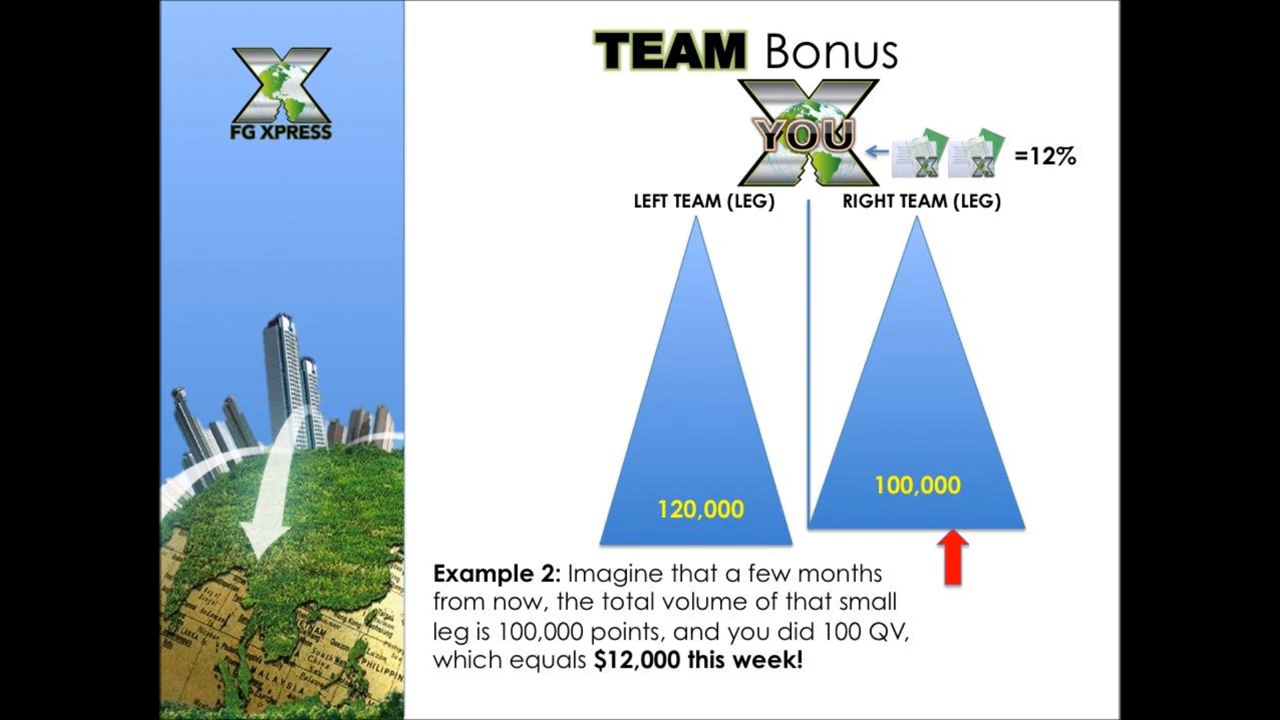 TEAM Bonus
FG XPRESS
YOU
=12%
LEFT TEAM (LEG)
RIGHT TEAM (LEG)
120,000
100,000
Example 2: Imagine that a few months
from now, the total volume of that small
leg is 100,000 points, and you did 100 QV,
which equals $12,000 this week!
MALAYSIA